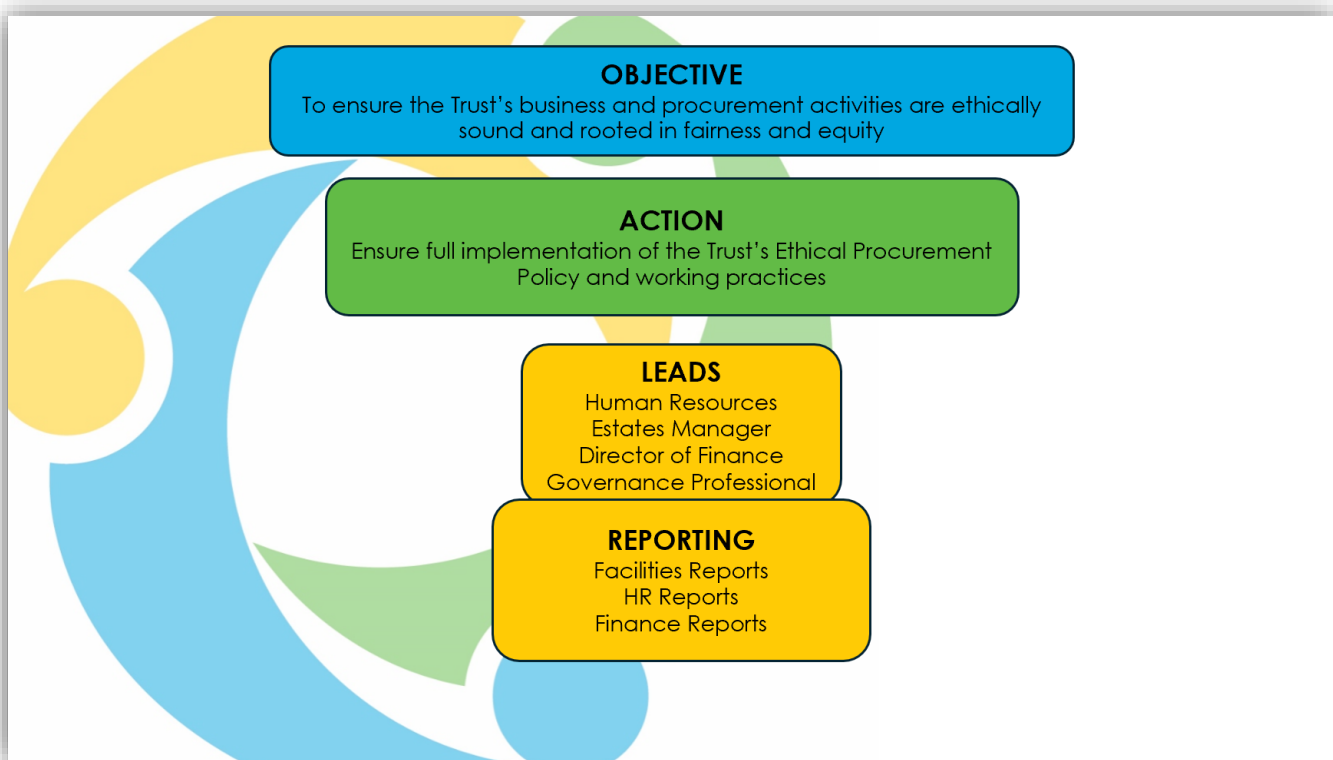 OBJECTIVE
To ensure the Trust’s business and procurement activities are ethically
sound and rooted in fairness and equity
ACTION
Ensure full implementation of the Trust’s Ethical Procurement
Policy and working practices
LEADS
Human Resources
Estates Manager
Director of Finance
Governance Professional
REPORTING
Facilities Reports
HR Reports
Finance Reports